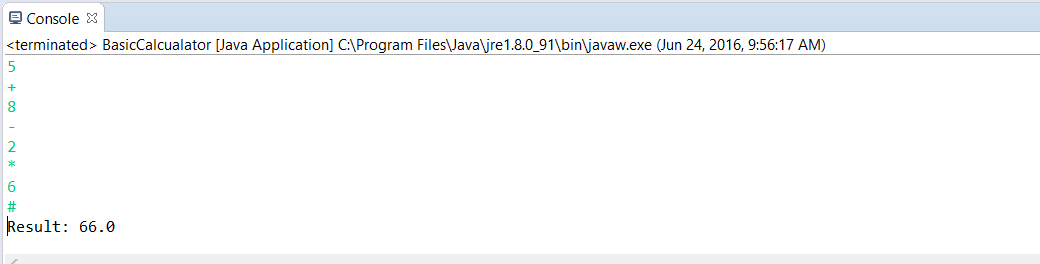 Console
<terminated> BasicCalcualator [Java Application] C:\Program Files\Java\jre1.8.0_91\bin\javaw.exe (Jun 24, 2016, 9:56:17 AM)
5
+
8
-
2
*
6
#
Result: 66.0